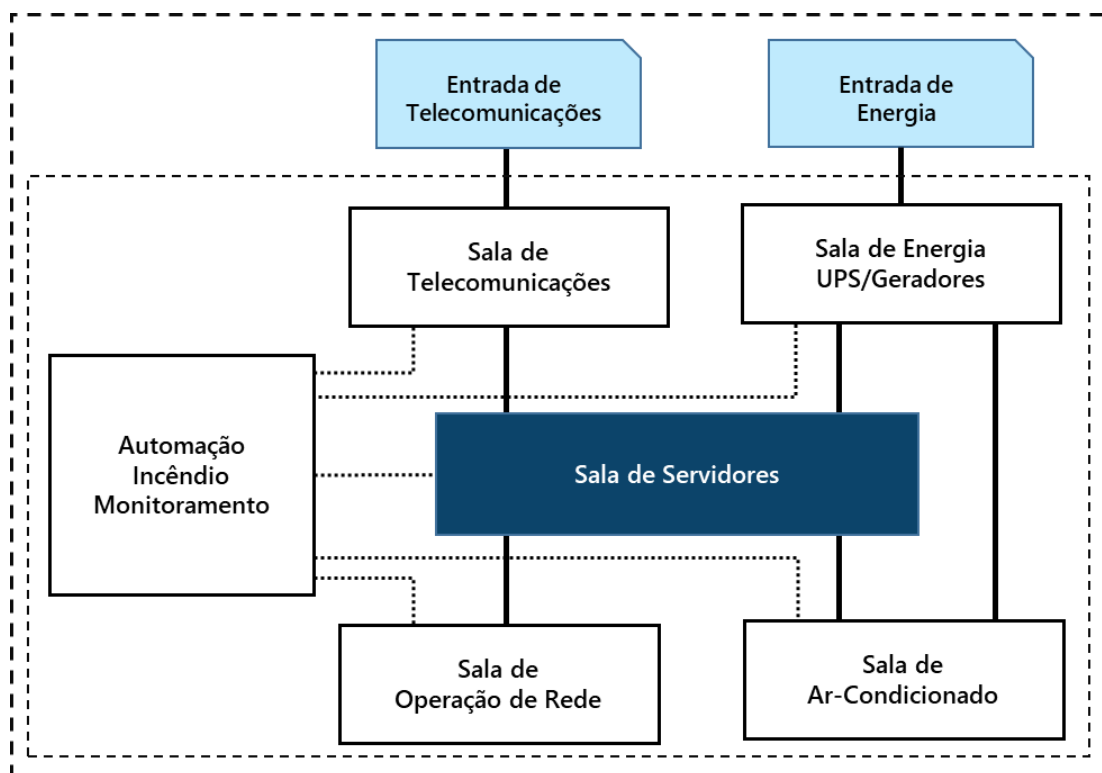 Entrada de
Telecomunicações
Entrada de
Energia
Sala de
Telecomunicações
Sala de Energia
UPS/Geradores
Automação
Incêndio
Monitoramento
Sala de Servidores
Sala de
Operação de Rede
Sala de
Ar-Condicionado